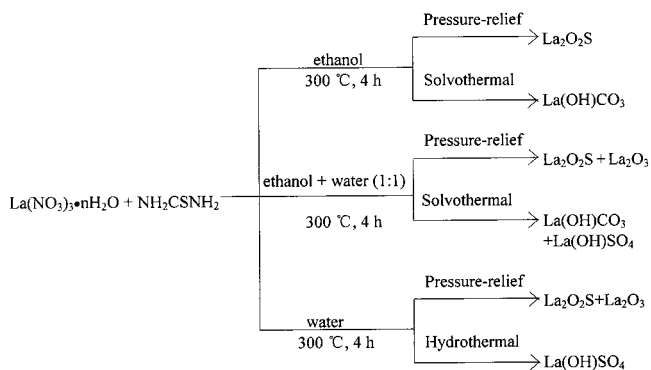 Pressure-relief
La₂O₂S
ethanol
300 ℃, 4 h
Solvothermal
La(OH)CO₃
Pressure-relief
La₂O₂S + La₂O₃
La(NO₃)₃•nH₂O + NH₂CSNH₂
ethanol + water (1:1)
300 ℃, 4 h
Solvothermal
La(OH)CO₃
+La(OH)SO₄
Pressure-relief
La₂O₂S+La₂O₃
water
300 ℃, 4 h
Hydrothermal
La(OH)SO₄